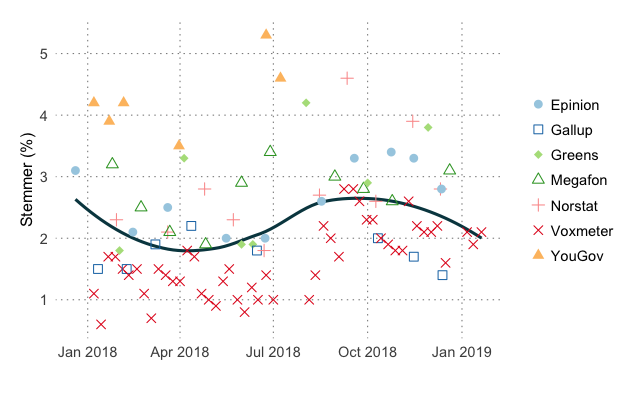 Stemmer (%)
5
4
3
2
1
Jan 2018
Apr 2018
Jul 2018
Oct 2018
Jan 2019
Epinion
Gallup
Greens
Megafon
Norstat
Voxmeter
YouGov